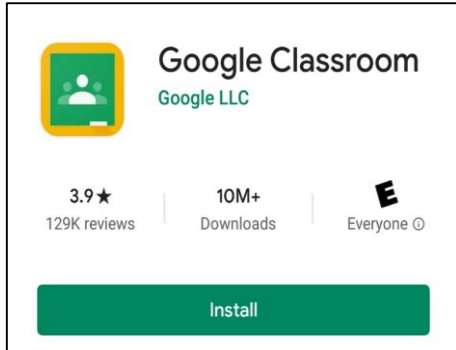 Google Classroom
Google LLC
3.9★ 10M+ E
129K reviews Downloads Everyone ⓘ
Install